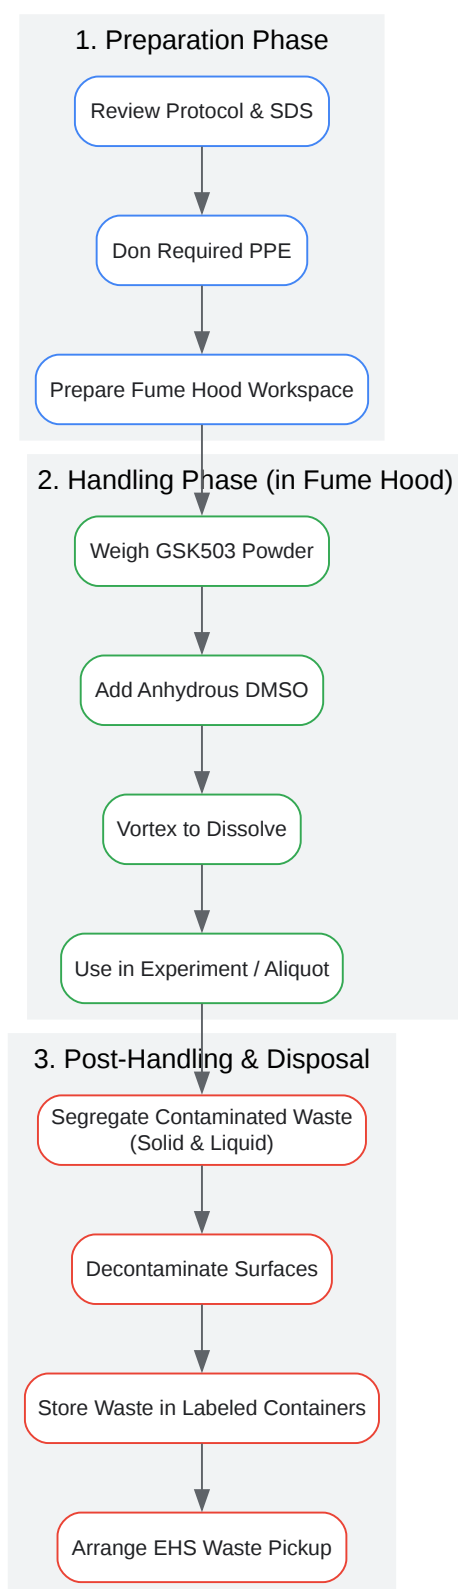 1. Preparation Phase
Review Protocol & SDS
Don Required PPE
Prepare Fume Hood Workspace
2. Handling Phase (in Fume Hood)
Weigh GSK503 Powder
Add Anhydrous DMSO
Vortex to Dissolve
Use in Experiment / Aliquot
3. Post-Handling & Disposal
Segregate Contaminated Waste
(Solid & Liquid)
Decontaminate Surfaces
Store Waste in Labeled Containers
Arrange EHS Waste Pickup